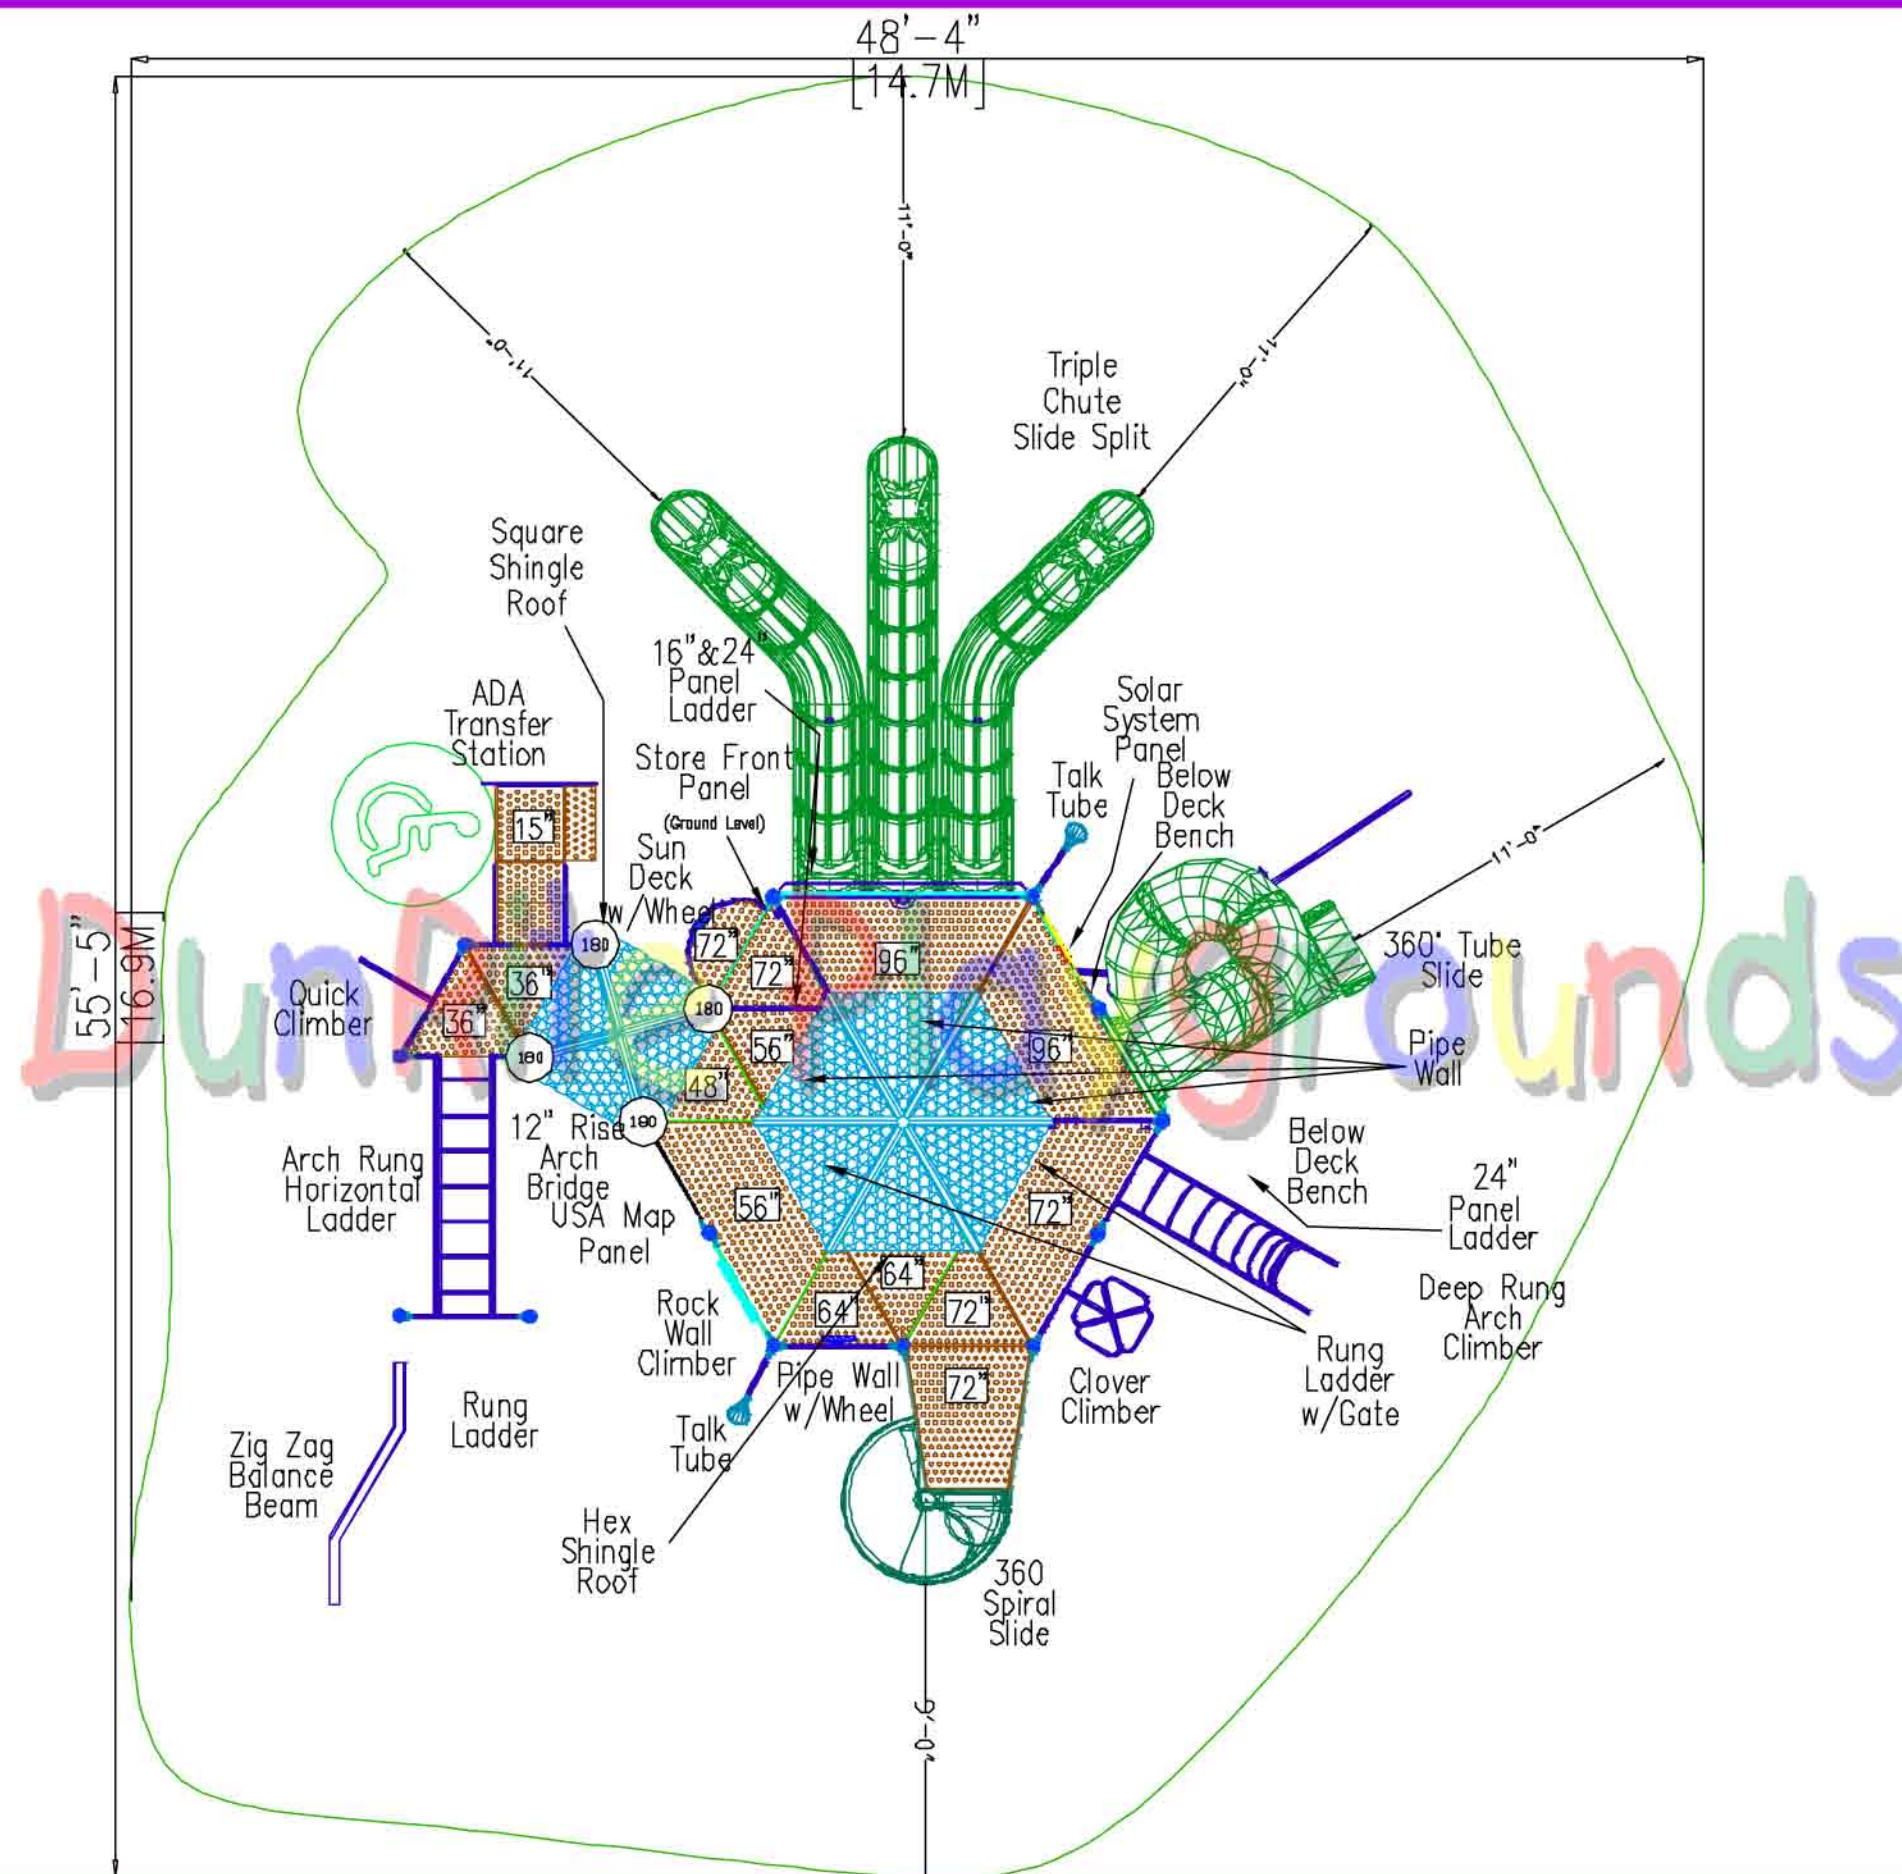 48'-4"
[14.7M]
11'-0"
11'-0"
11'-0"
Triple
Chute
Slide Split
Square
Shingle
Roof
16"&24"
Panel
Ladder
ADA
Transfer
Station
Solar
System
Panel
Store Front
Panel
(Ground Level)
Talk
Tube
Below
Deck
Bench
15"
Sun
Deck
w/Wheel
11'-0"
55'-5"
16.9M
180
72"
72"
96"
360° Tube
Slide
36"
36"
Quick
Climber
180
180
56"
96"
Pipe
Wall
48"
180
12" Rise
Arch
Bridge
Arch Rung
Horizontal
Ladder
Below
Deck
Bench
24"
Panel
Ladder
56"
72"
USA Map
Panel
64"
64"
72"
Rock
Wall
Climber
Deep Rung
Arch
Climber
Pipe Wall
w/Wheel
72"
Clover
Climber
Rung
Ladder
w/Gate
Rung
Ladder
Talk
Tube
Zig Zag
Balance
Beam
Hex
Shingle
Roof
360
Spiral
Slide
9'-0"